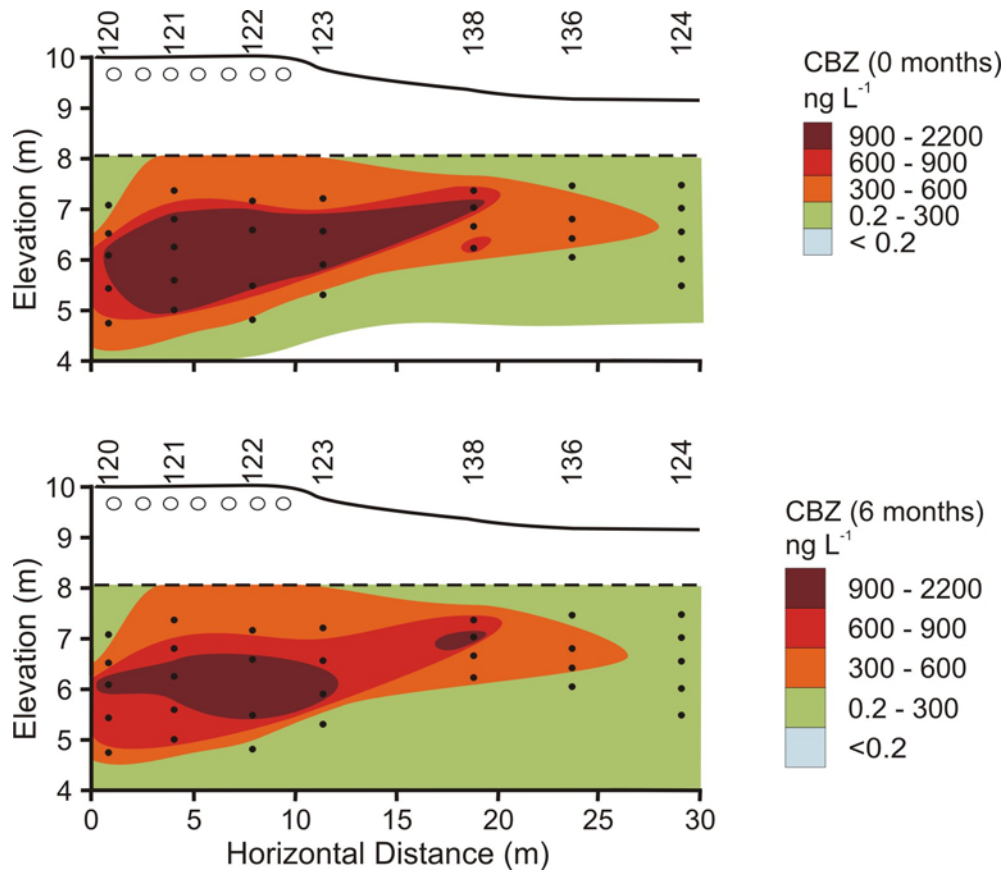 120 121 122 123 138 136 124
10
9
8
7
6
5
4
Elevation (m)
CBZ (0 months)
ng L⁻¹
900 - 2200
600 - 900
300 - 600
0.2 - 300
< 0.2
120 121 122 123 138 136 124
10
9
8
7
6
5
4
Elevation (m)
0 5 10 15 20 25 30
Horizontal Distance (m)
CBZ (6 months)
ng L⁻¹
900 - 2200
600 - 900
300 - 600
0.2 - 300
<0.2